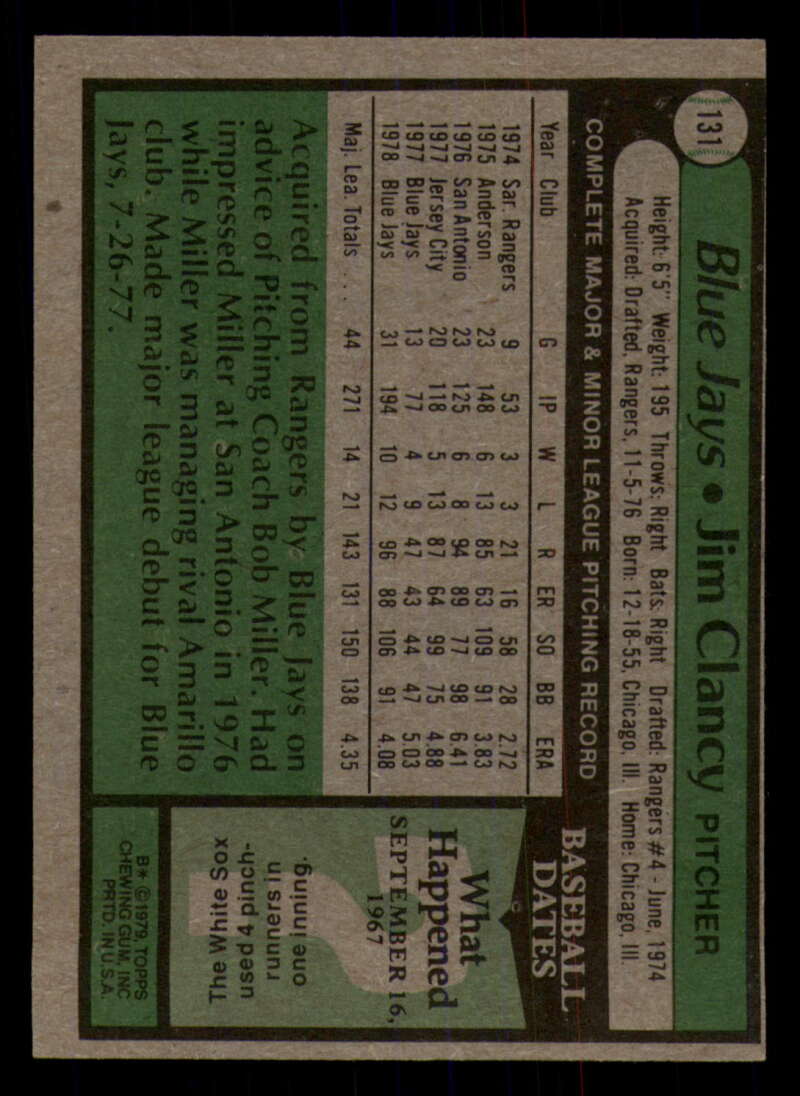 131
Blue Jays • Jim Clancy PITCHER
Height: 6'5" Weight: 195 Throws: Right Bats: Right Drafted: Rangers #4 - June, 1974
Acquired: Drafted, Rangers, 11-5-76 Born: 12-18-55, Chicago, Ill. Home: Chicago, Ill.
COMPLETE MAJOR & MINOR LEAGUE PITCHING RECORD
Year Club G IP W L R ER SO BB ERA
1974 Sar. Rangers 9 53 3 3 21 16 58 28 2.72
1975 Anderson 23 148 6 13 85 63 109 91 3.83
1976 San Antonio 23 125 6 8 94 89 77 98 6.41
1977 Jersey City 20 118 5 13 87 64 99 75 4.88
1977 Blue Jays 13 77 4 9 47 43 44 47 5.03
1978 Blue Jays 31 194 10 12 96 88 106 91 4.08
Maj. Lea. Totals . . . 44 271 14 21 143 131 150 138 4.35
Acquired from Rangers by Blue Jays on
advice of Pitching Coach Bob Miller. Had
impressed Miller at San Antonio in 1976
while Miller was managing rival Amarillo
club. Made major league debut for Blue
Jays, 7-26-77.
BASEBALL
DATES
What
Happened
SEPTEMBER 16,
1967
The White Sox
used 4 pinch-
runners in
one inning.
B* ©1979, TOPPS
CHEWING GUM, INC
PRTD. IN U.S.A.